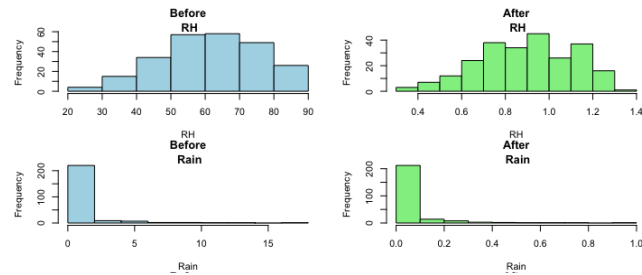 Before
RH
Frequency
0 20 40 60
20 30 40 50 60 70 80 90
RH
After
RH
Frequency
0 20 40
0.4 0.6 0.8 1.0 1.2 1.4
RH
Before
Rain
Frequency
0 100 200
0 5 10 15
Rain
After
Rain
Frequency
0 100 200
0.0 0.2 0.4 0.6 0.8 1.0
Rain